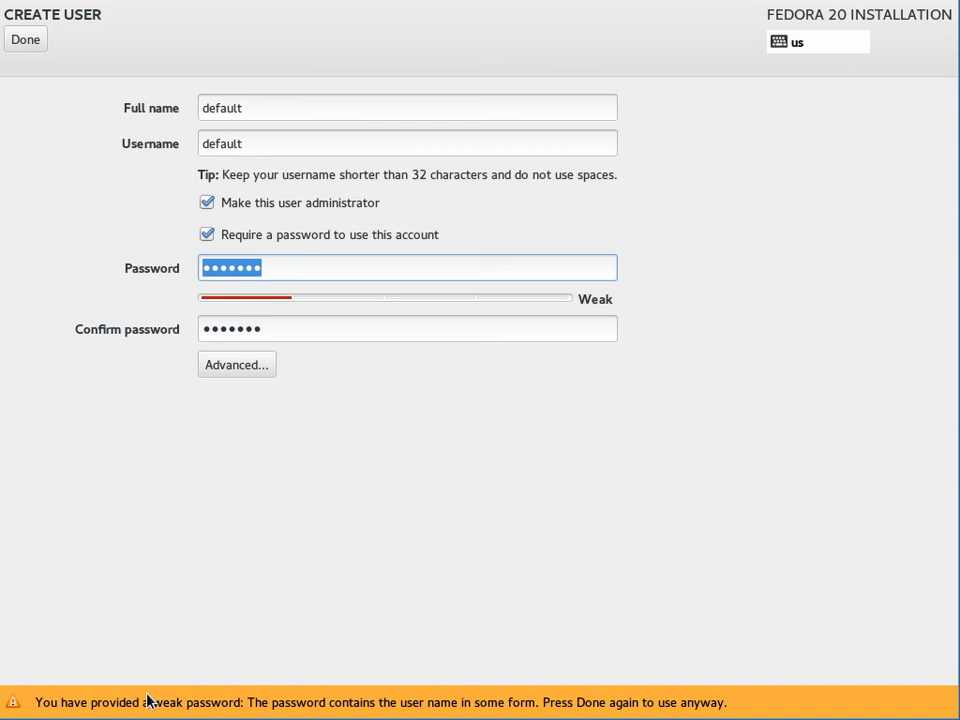 CREATE USER
FEDORA 20 INSTALLATION
Done
us
Full name
default
Username
default
Tip: Keep your username shorter than 32 characters and do not use spaces.
Make this user administrator
Require a password to use this account
Password
•••••••
Weak
Confirm password
•••••••
Advanced...
You have provided a weak password: The password contains the user name in some form. Press Done again to use anyway.